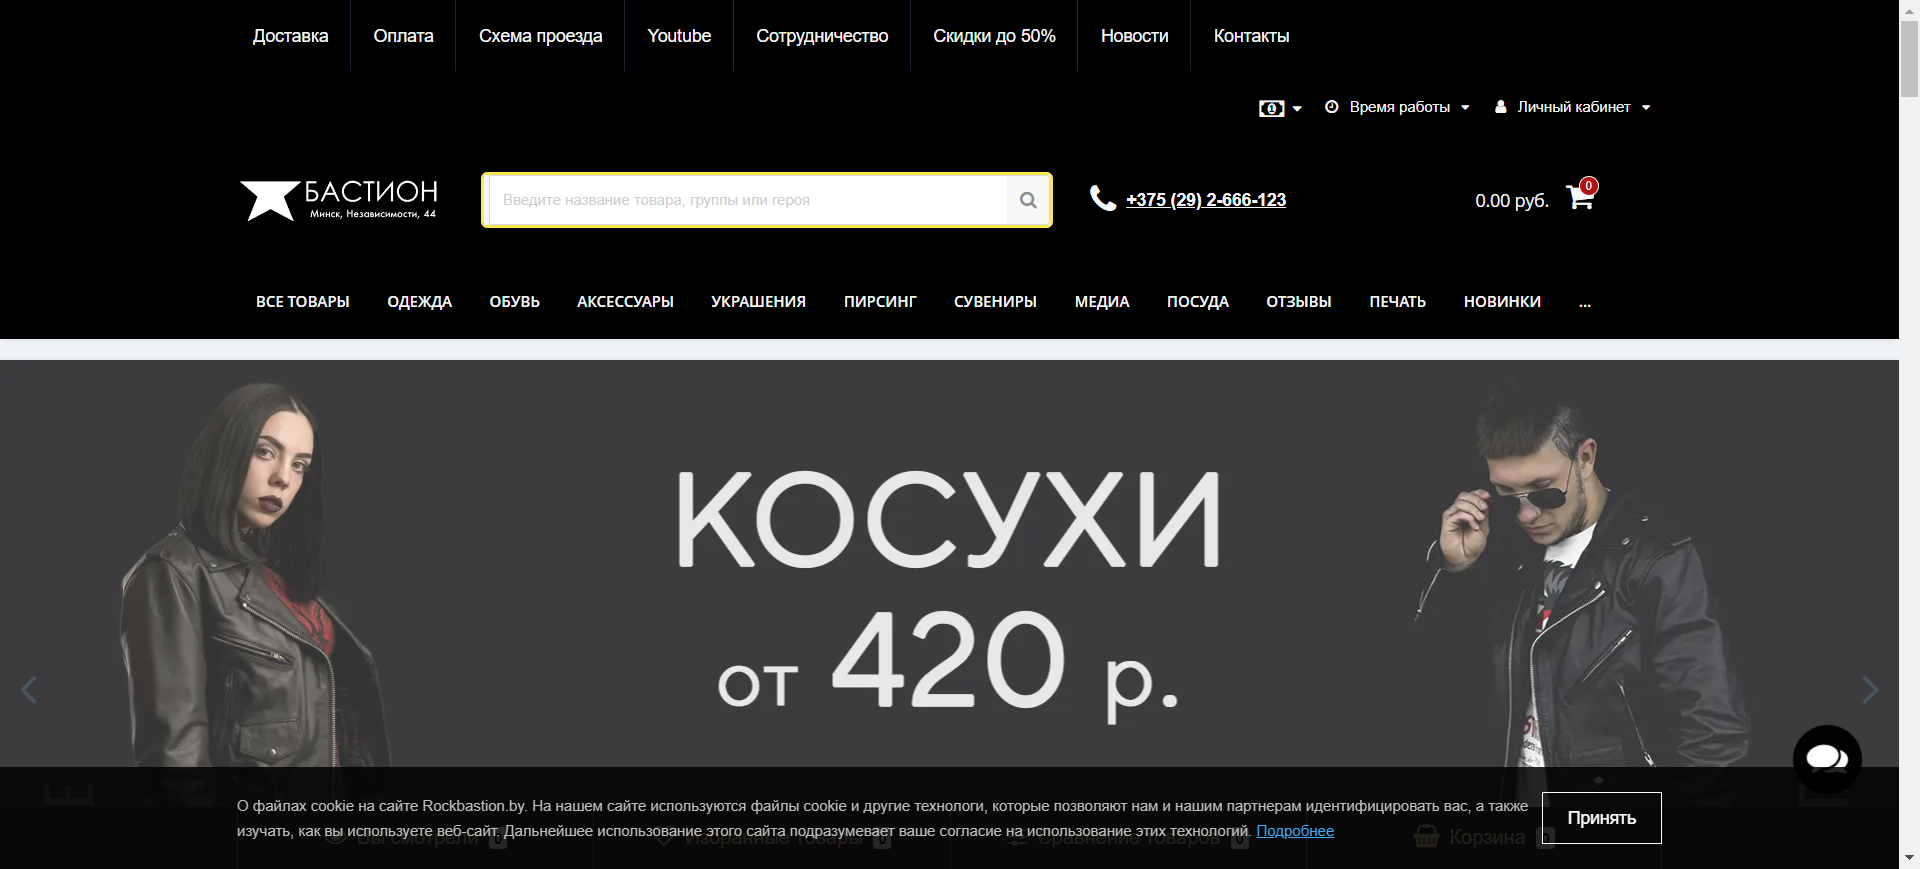 Доставка
Оплата
Схема проезда
Youtube
Сотрудничество
Скидки до 50%
Новости
Контакты
Время работы
Личный кабинет
БАСТИОН
Минск, Независимости, 44
Введите название товара, группы или героя
+375 (29) 2-666-123
0.00 руб.
0
ВСЕ ТОВАРЫ
ОДЕЖДА
ОБУВЬ
АКСЕССУАРЫ
УКРАШЕНИЯ
ПИРСИНГ
СУВЕНИРЫ
МЕДИА
ПОСУДА
ОТЗЫВЫ
ПЕЧАТЬ
НОВИНКИ
...
КОСУХИ
от 420 р.
О файлах cookie на сайте Rockbastion.by. На нашем сайте используются файлы cookie и другие технологи, которые позволяют нам и нашим партнерам идентифицировать вас, а также
изучать, как вы используете веб-сайт. Дальнейшее использование этого сайта подразумевает ваше согласие на использование этих технологий. Подробнее
Принять
Вы смотрели 0
Избранные товары 0
Сравнение товаров 0
Корзина 0